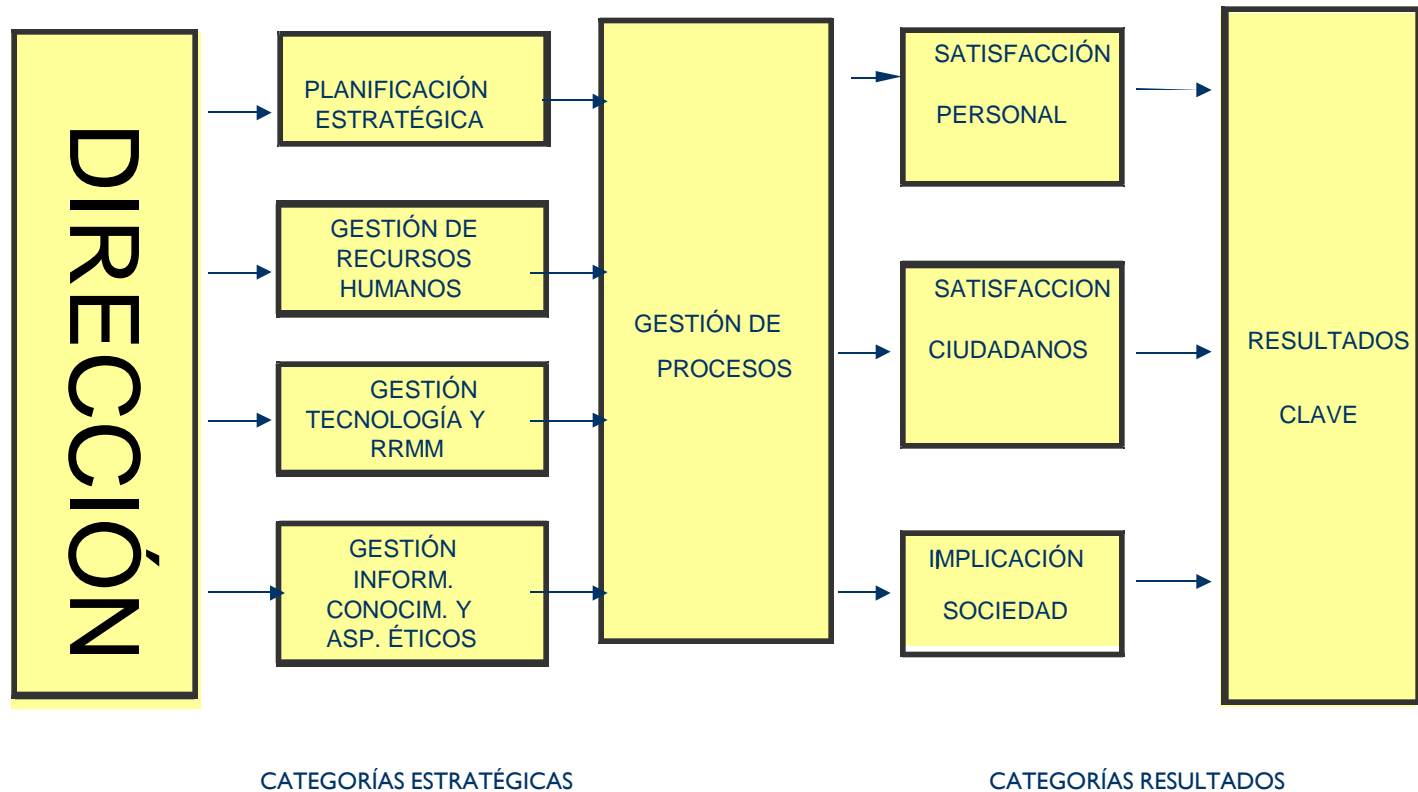 DIRECCIÓN
PLANIFICACIÓN
ESTRATÉGICA
GESTIÓN DE
RECURSOS
HUMANOS
GESTIÓN
TECNOLOGÍA Y
RRMM
GESTIÓN
INFORM.
CONOCIM. Y
ASP. ÉTICOS
GESTIÓN DE
PROCESOS
SATISFACCIÓN
PERSONAL
SATISFACCION
CIUDADANOS
IMPLICACIÓN
SOCIEDAD
RESULTADOS
CLAVE
CATEGORÍAS ESTRATÉGICAS
CATEGORÍAS RESULTADOS